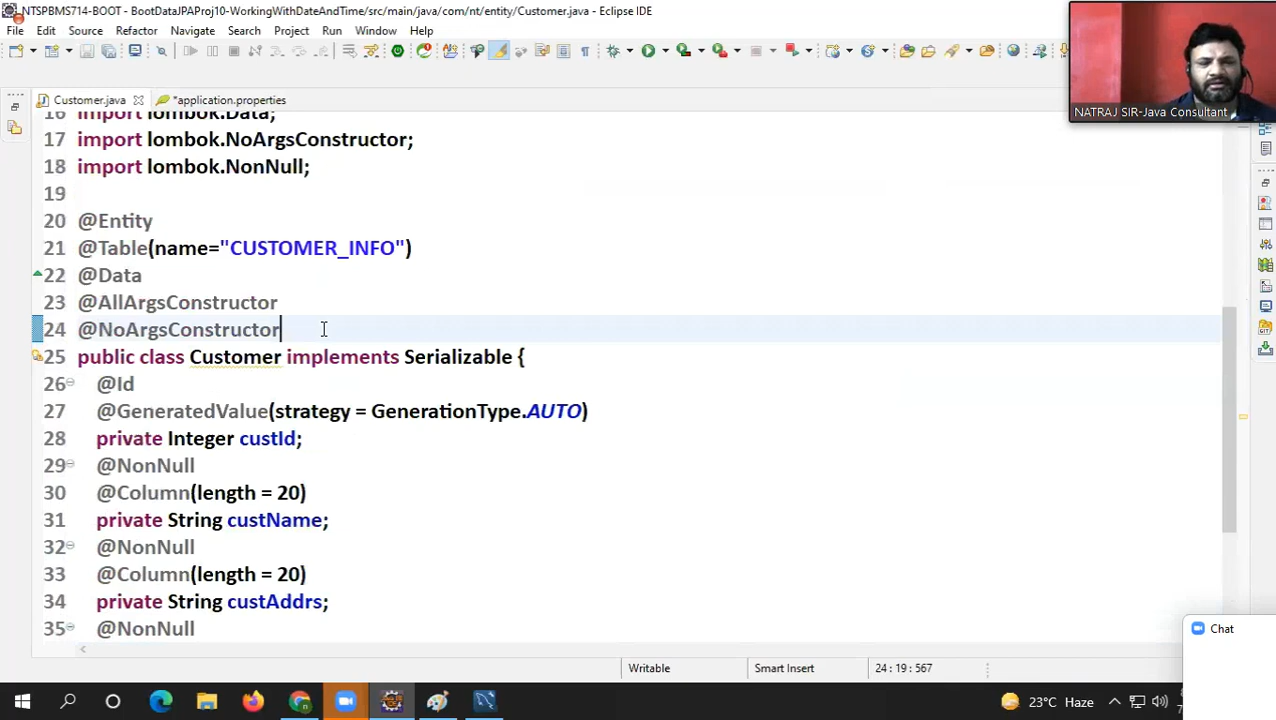 NTSPBMS714-BOOT - BootDataJPAProj10-WorkingWithDateAndTime/src/main/java/com/nt/entity/Customer.java - Eclipse IDE
File Edit Source Refactor Navigate Search Project Run Window Help
NATRAJ SIR-Java Consultant
Customer.java *application.properties
16 import lombok.Data;
17 import lombok.NoArgsConstructor;
18 import lombok.NonNull;
19
20 @Entity
21 @Table(name="CUSTOMER_INFO")
22 @Data
23 @AllArgsConstructor
24 @NoArgsConstructor
25 public class Customer implements Serializable {
26 @Id
27 @GeneratedValue(strategy = GenerationType.AUTO)
28 private Integer custId;
29 @NonNull
30 @Column(length = 20)
31 private String custName;
32 @NonNull
33 @Column(length = 20)
34 private String custAddrs;
35 @NonNull
Chat
Writable Smart Insert 24 : 19 : 567
23°C Haze